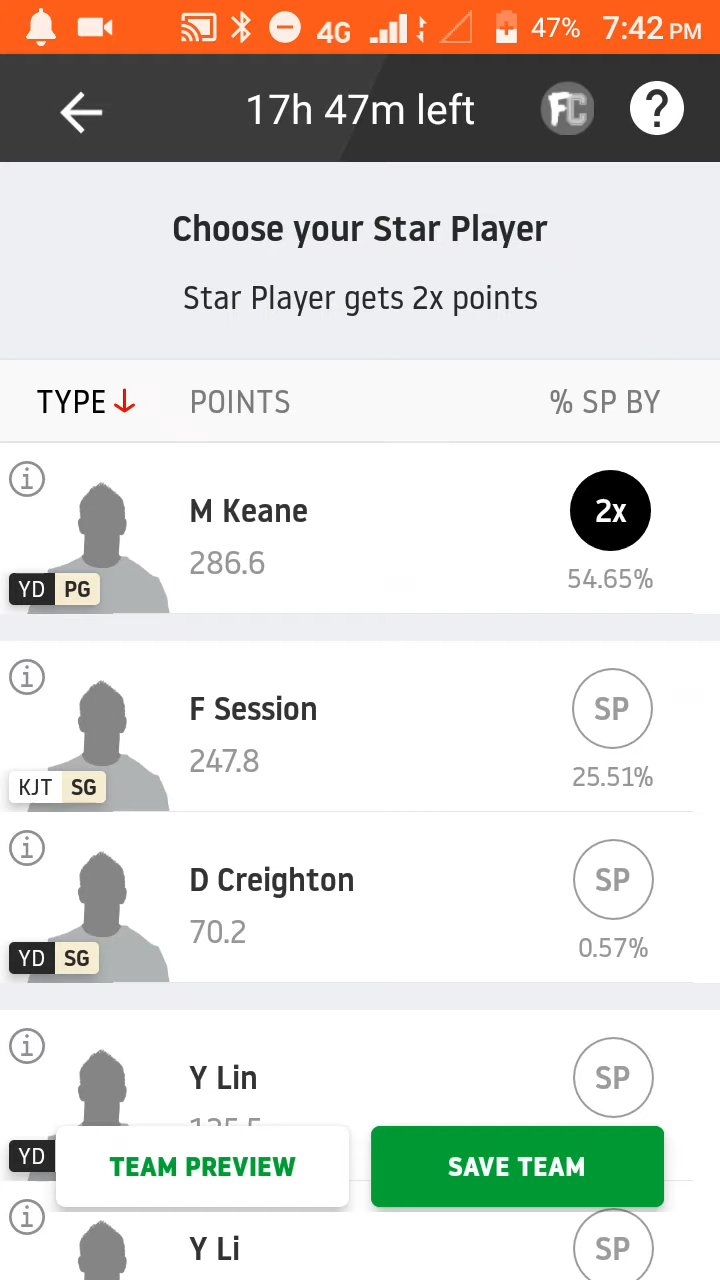 4G 47% 7:42 PM
17h 47m left FC ?
Choose your Star Player
Star Player gets 2x points
TYPE POINTS % SP BY
i
M Keane 2x
286.6 54.65%
YD PG
i
F Session SP
247.8 25.51%
KJT SG
i
D Creighton SP
70.2 0.57%
YD SG
i
Y Lin SP
YD
TEAM PREVIEW SAVE TEAM
i
Y Li SP